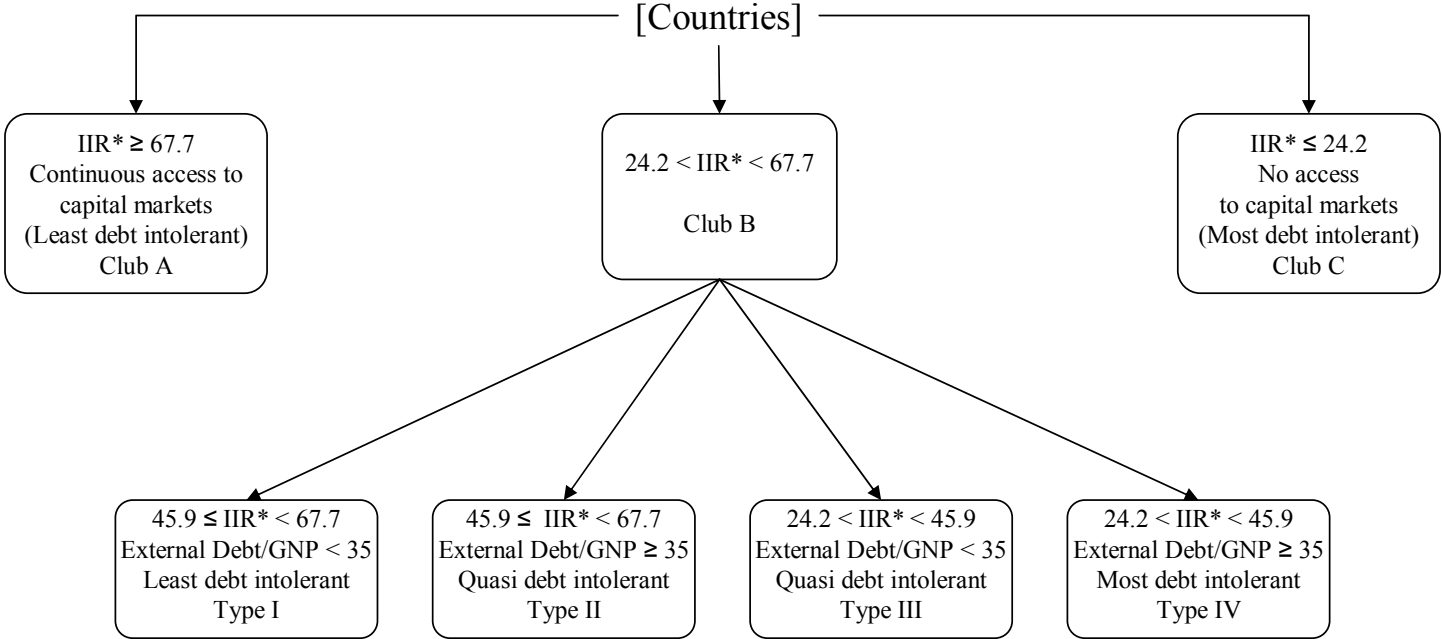 [Countries]
IIR* ≥ 67.7
Continuous access to
capital markets
(Least debt intolerant)
Club A
24.2 < IIR* < 67.7
Club B
IIR* ≤ 24.2
No access
to capital markets
(Most debt intolerant)
Club C
45.9 ≤ IIR* < 67.7
External Debt/GNP < 35
Least debt intolerant
Type I
45.9 ≤ IIR* < 67.7
External Debt/GNP ≥ 35
Quasi debt intolerant
Type II
24.2 < IIR* < 45.9
External Debt/GNP < 35
Quasi debt intolerant
Type III
24.2 < IIR* < 45.9
External Debt/GNP ≥ 35
Most debt intolerant
Type IV